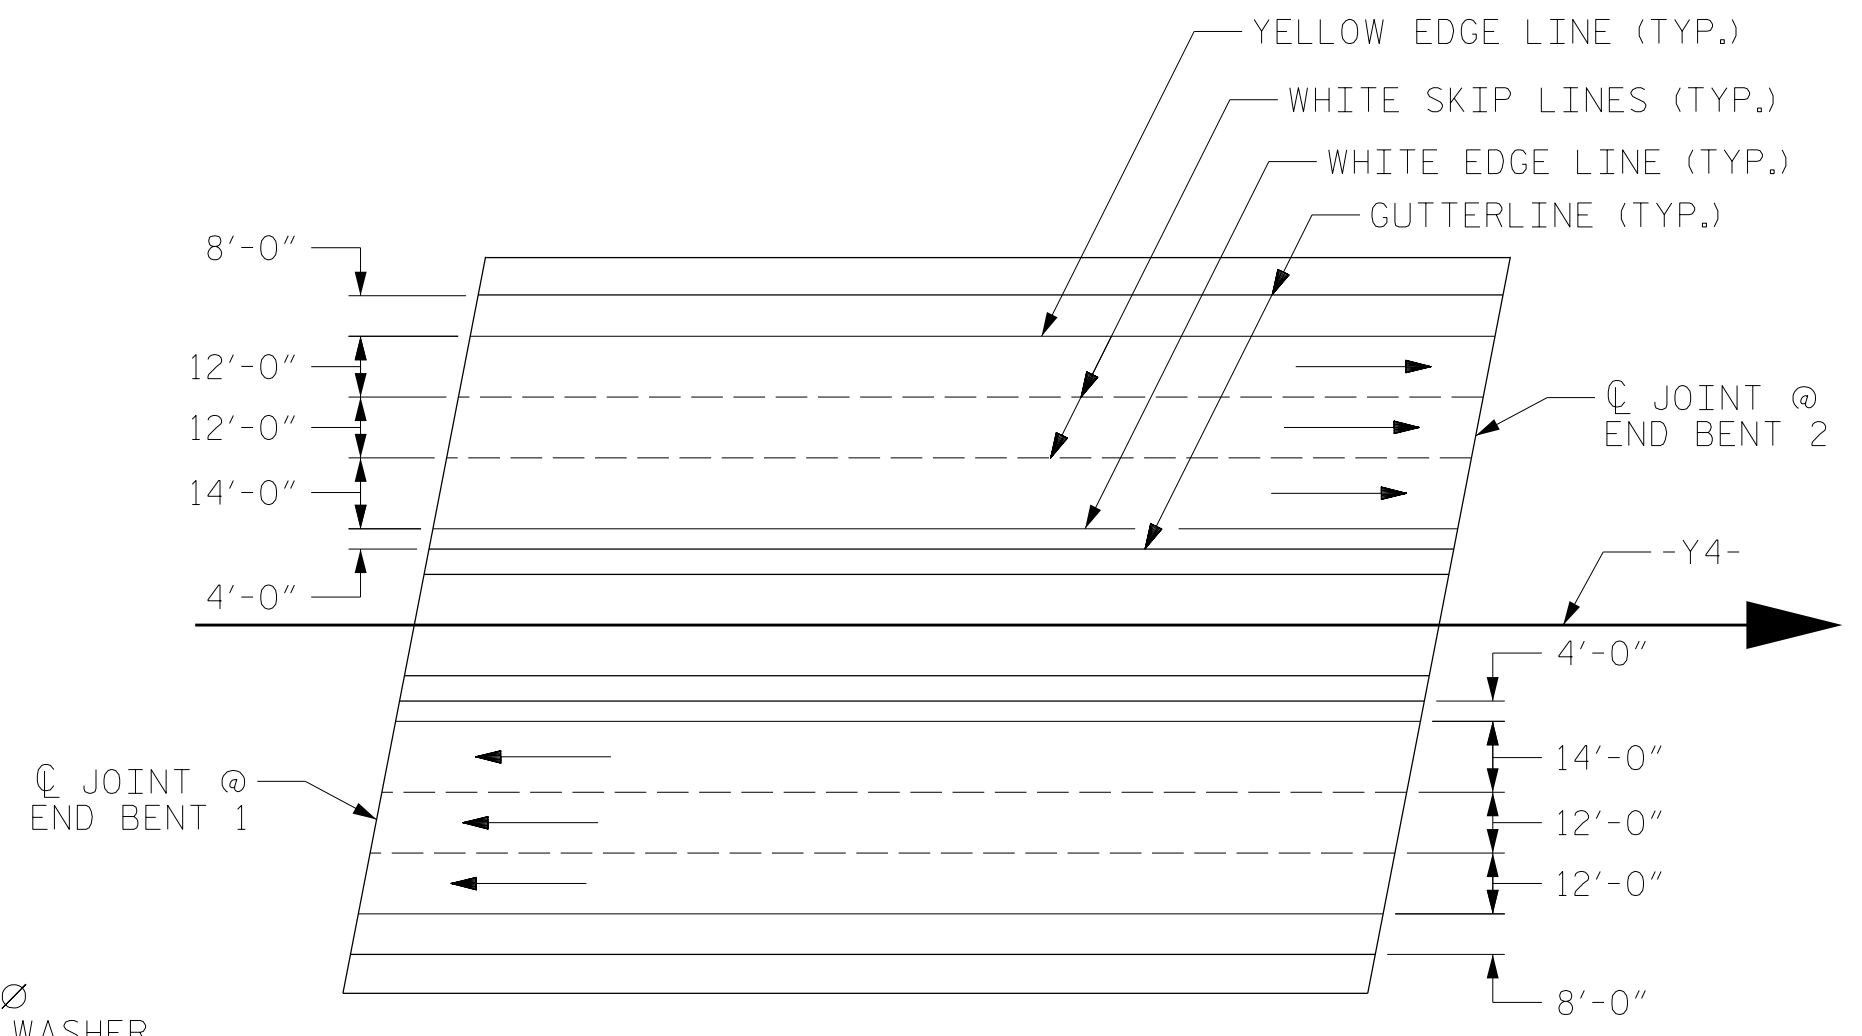 YELLOW EDGE LINE (TYP.)
WHITE SKIP LINES (TYP.)
WHITE EDGE LINE (TYP.)
GUTTERLINE (TYP.)
8'-0"
12'-0"
12'-0"
14'-0"
4'-0"
℄ JOINT @
END BENT 2
-Y4-
4'-0"
14'-0"
12'-0"
12'-0"
8'-0"
℄ JOINT @
END BENT 1
Ø
WASHER